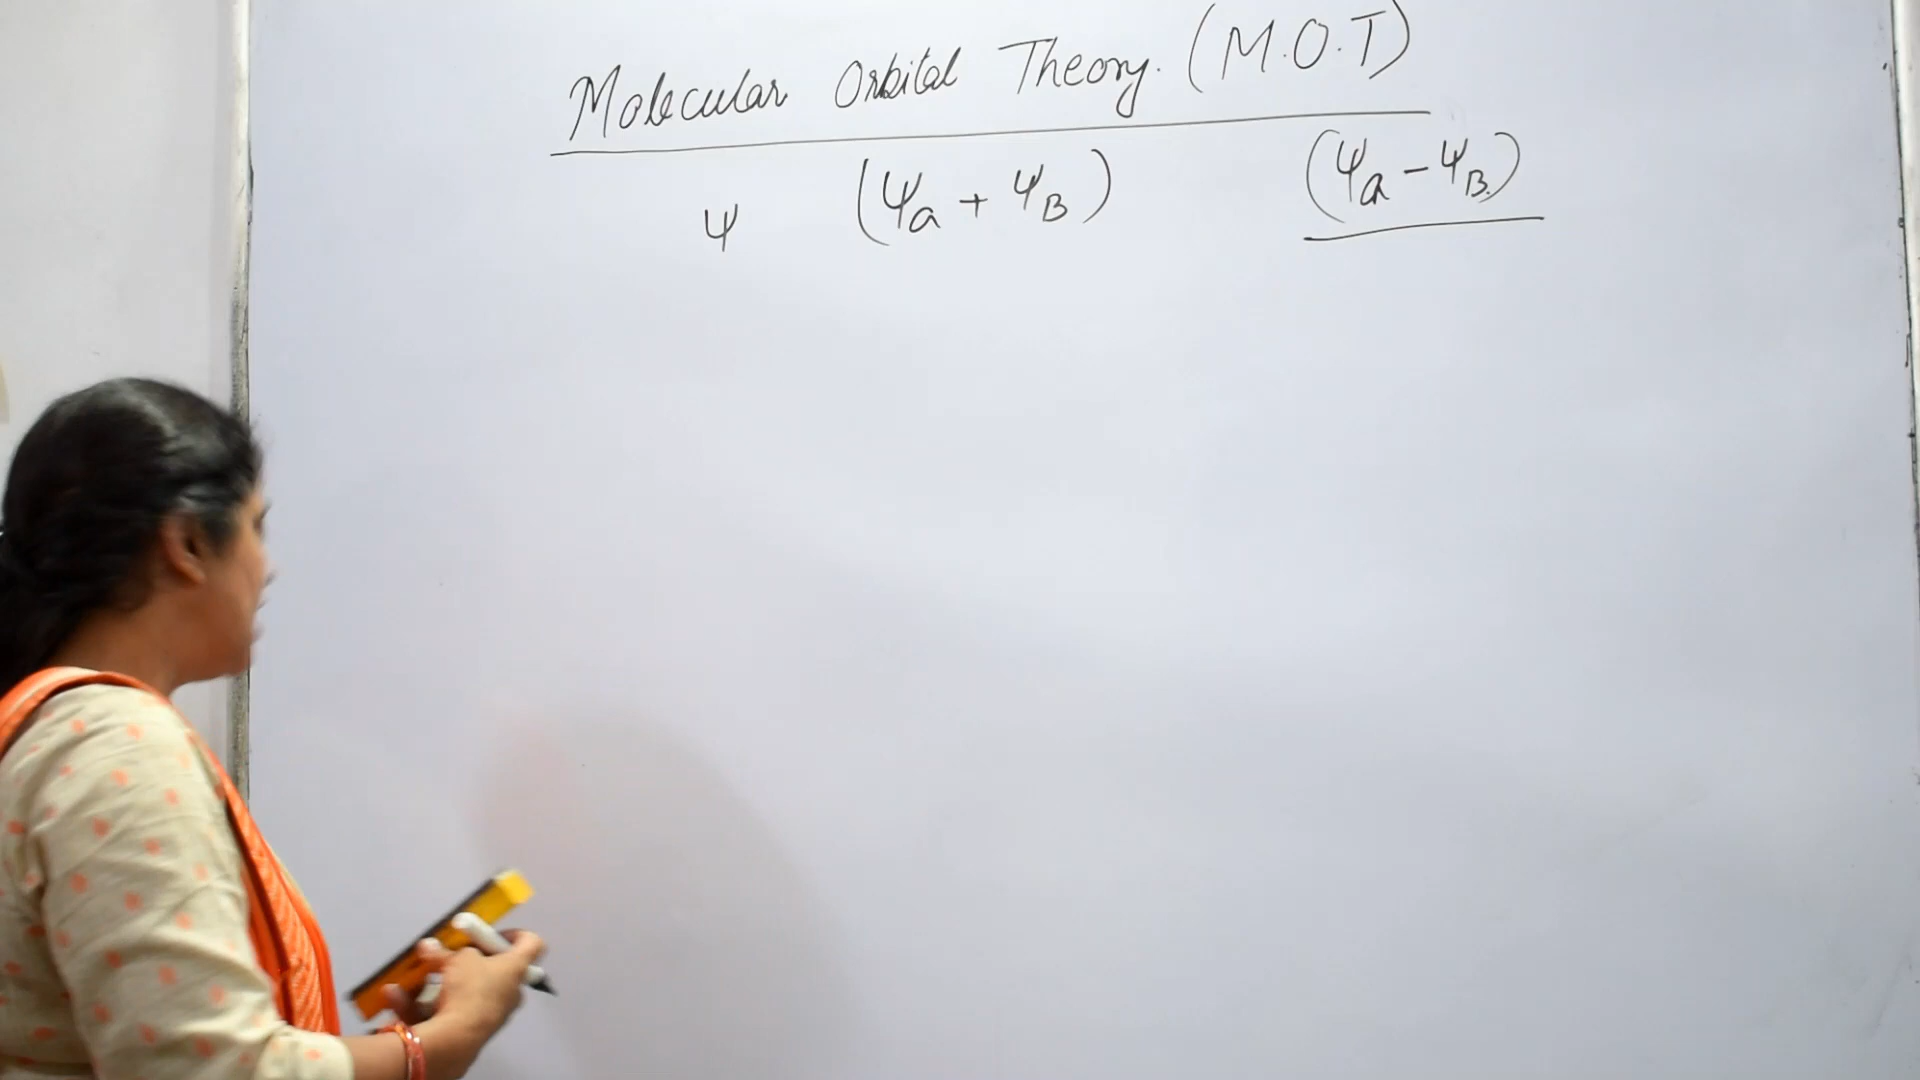 Molecular Orbital Theory. (M.O.T)
ψ (ψa + ψB) (ψa - ψB)